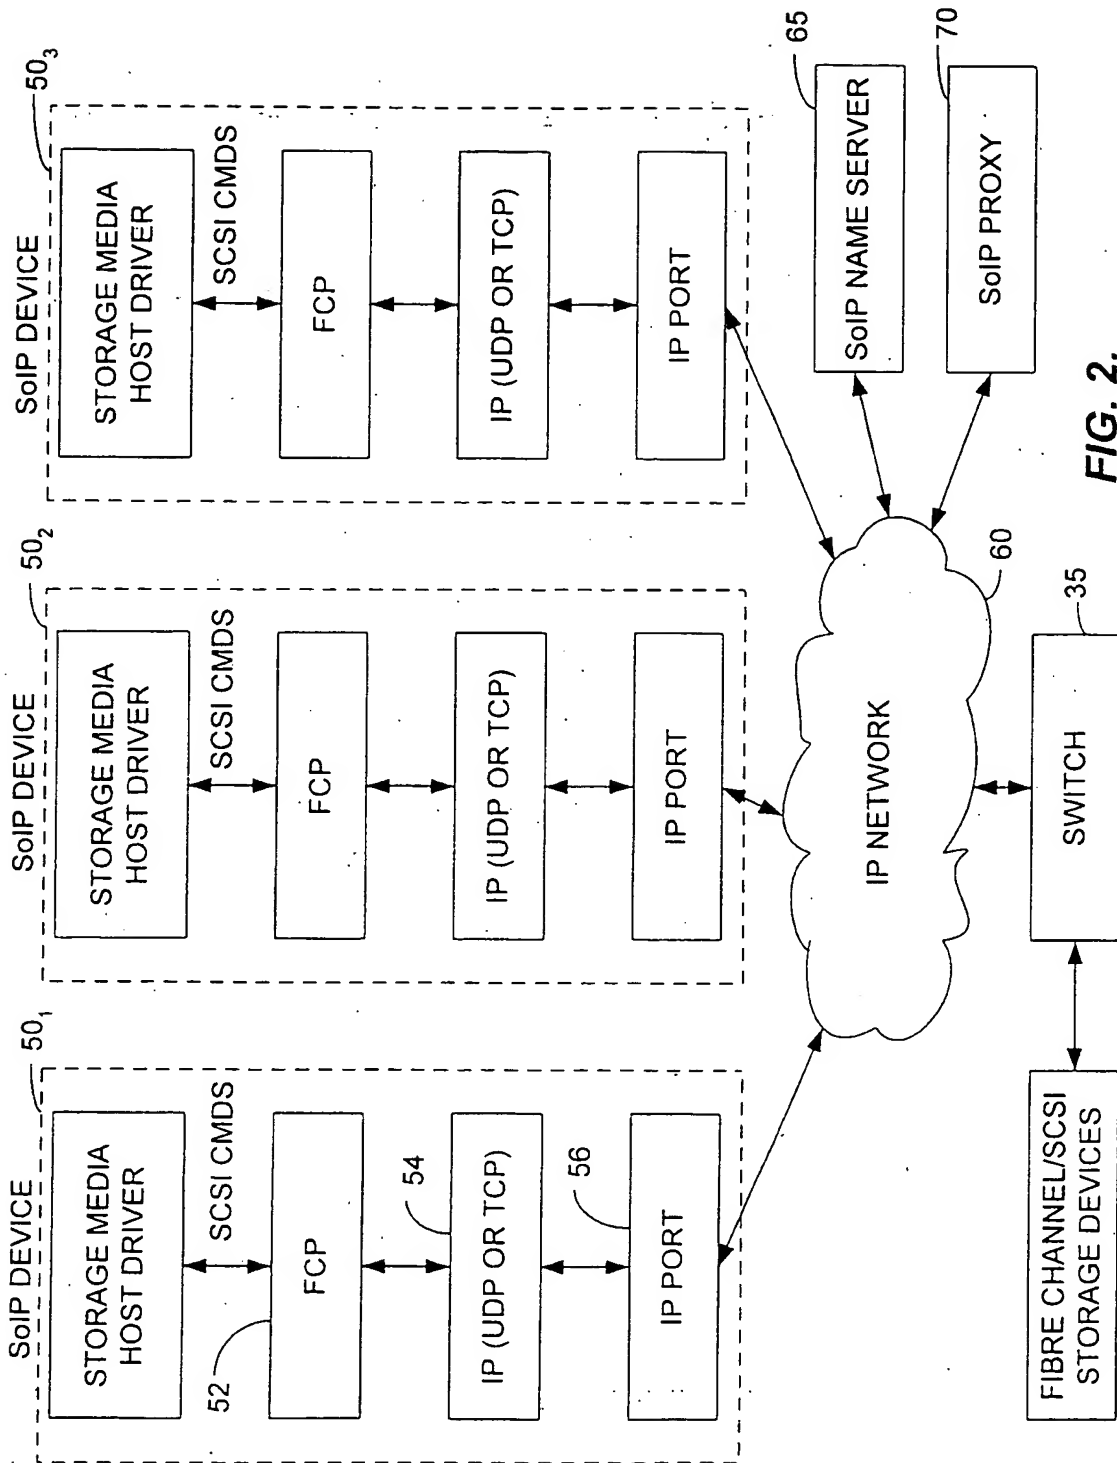 SoIP DEVICE
50₁
STORAGE MEDIA
HOST DRIVER
SCSI CMDS
FCP
52
IP (UDP OR TCP)
54
IP PORT
56
SoIP DEVICE
50₂
STORAGE MEDIA
HOST DRIVER
SCSI CMDS
FCP
IP (UDP OR TCP)
IP PORT
SoIP DEVICE
50₃
STORAGE MEDIA
HOST DRIVER
SCSI CMDS
FCP
IP (UDP OR TCP)
IP PORT
IP NETWORK
60
SoIP NAME SERVER
65
SoIP PROXY
70
FIBRE CHANNEL/SCSI
STORAGE DEVICES
SWITCH
35
FIG. 2.